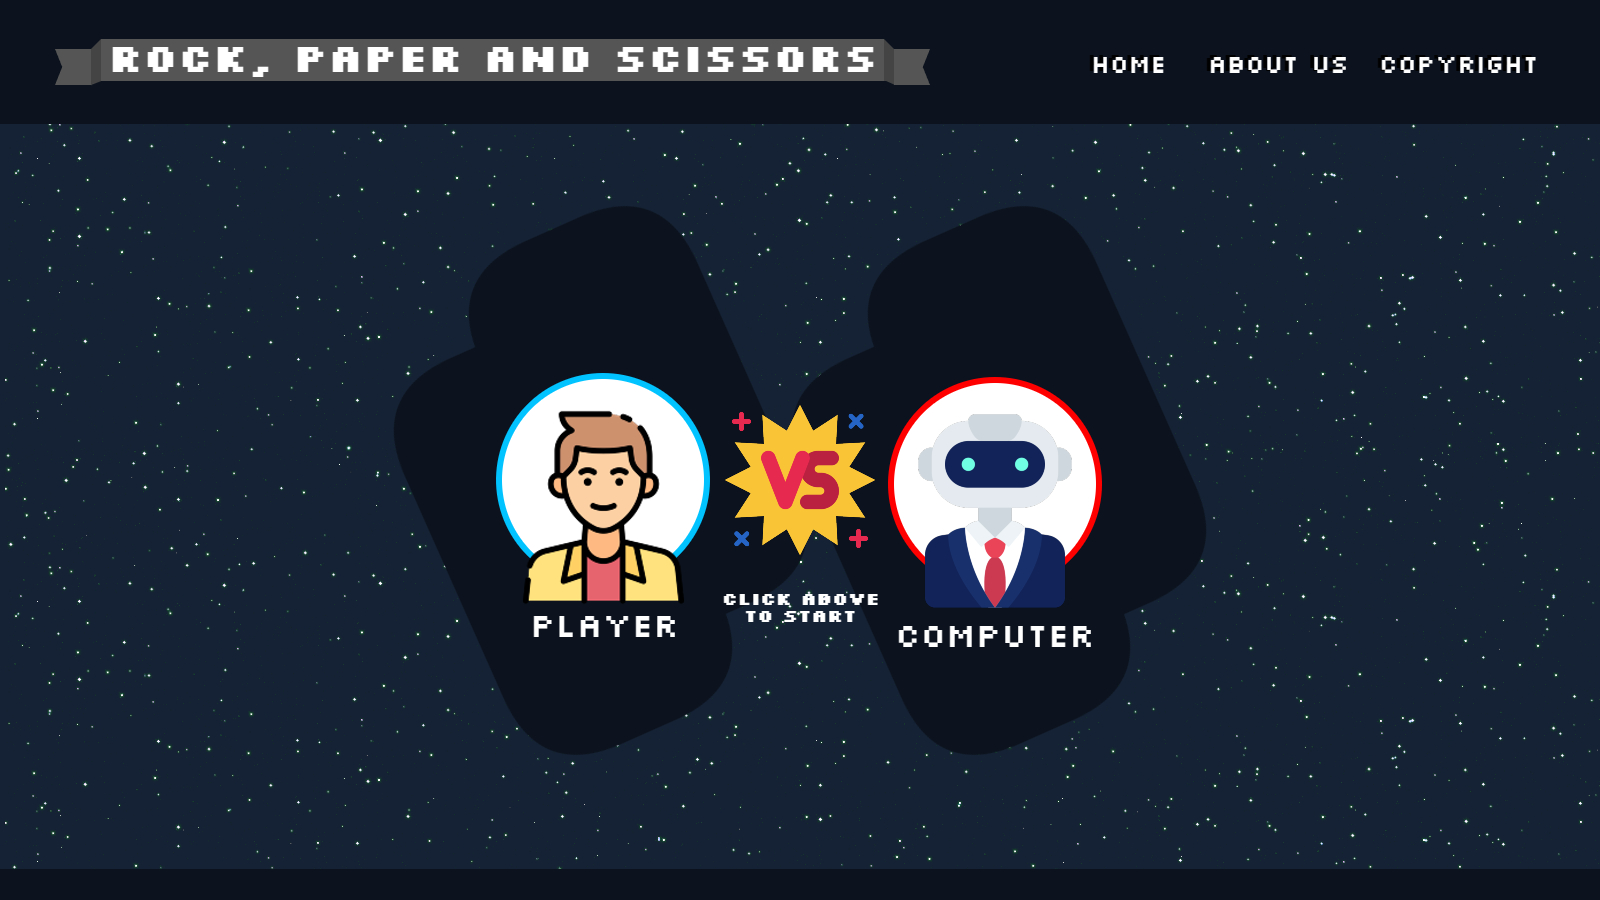 ROCK, PAPER AND SCISSORS
HOME ABOUT US COPYRIGHT
VS
CLICK ABOVE
TO START
PLAYER
COMPUTER